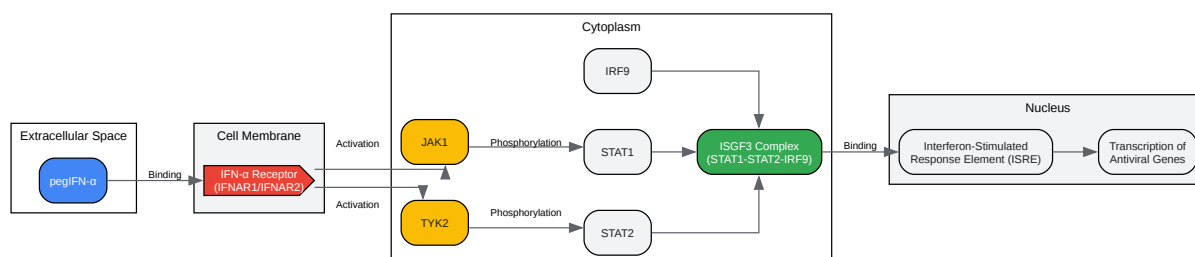 Extracellular Space
pegIFN-α
Binding
Cell Membrane
IFN-α Receptor
(IFNAR1/IFNAR2)
Activation
Activation
Cytoplasm
JAK1
TYK2
Phosphorylation
Phosphorylation
IRF9
STAT1
STAT2
ISGF3 Complex
(STAT1-STAT2-IRF9)
Binding
Nucleus
Interferon-Stimulated
Response Element (ISRE)
Transcription of
Antiviral Genes